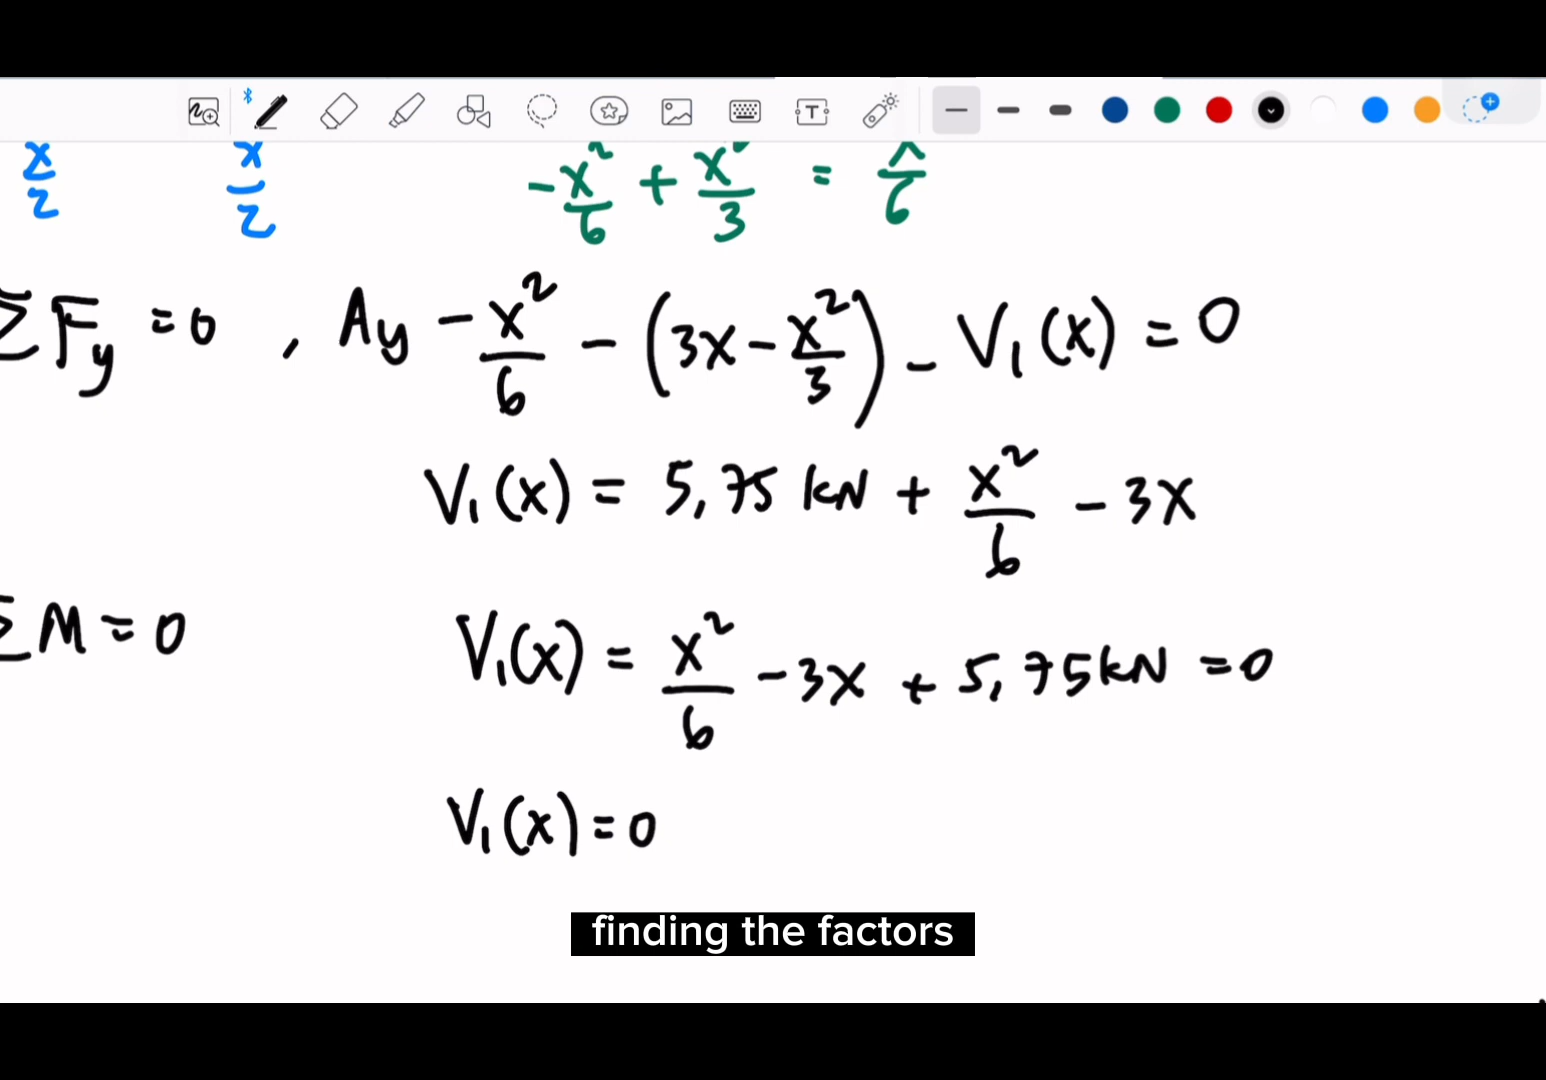 x/2 x/2 -x²/6 + x²/3 = x/6
ΣFy = 0 , Ay - x²/6 - (3x - x²/3) - V₁(x) = 0
V₁(x) = 5,75 kN + x²/6 - 3x
ΣM = 0 V₁(x) = x²/6 - 3x + 5,75kN = 0
V₁(x) = 0
finding the factors